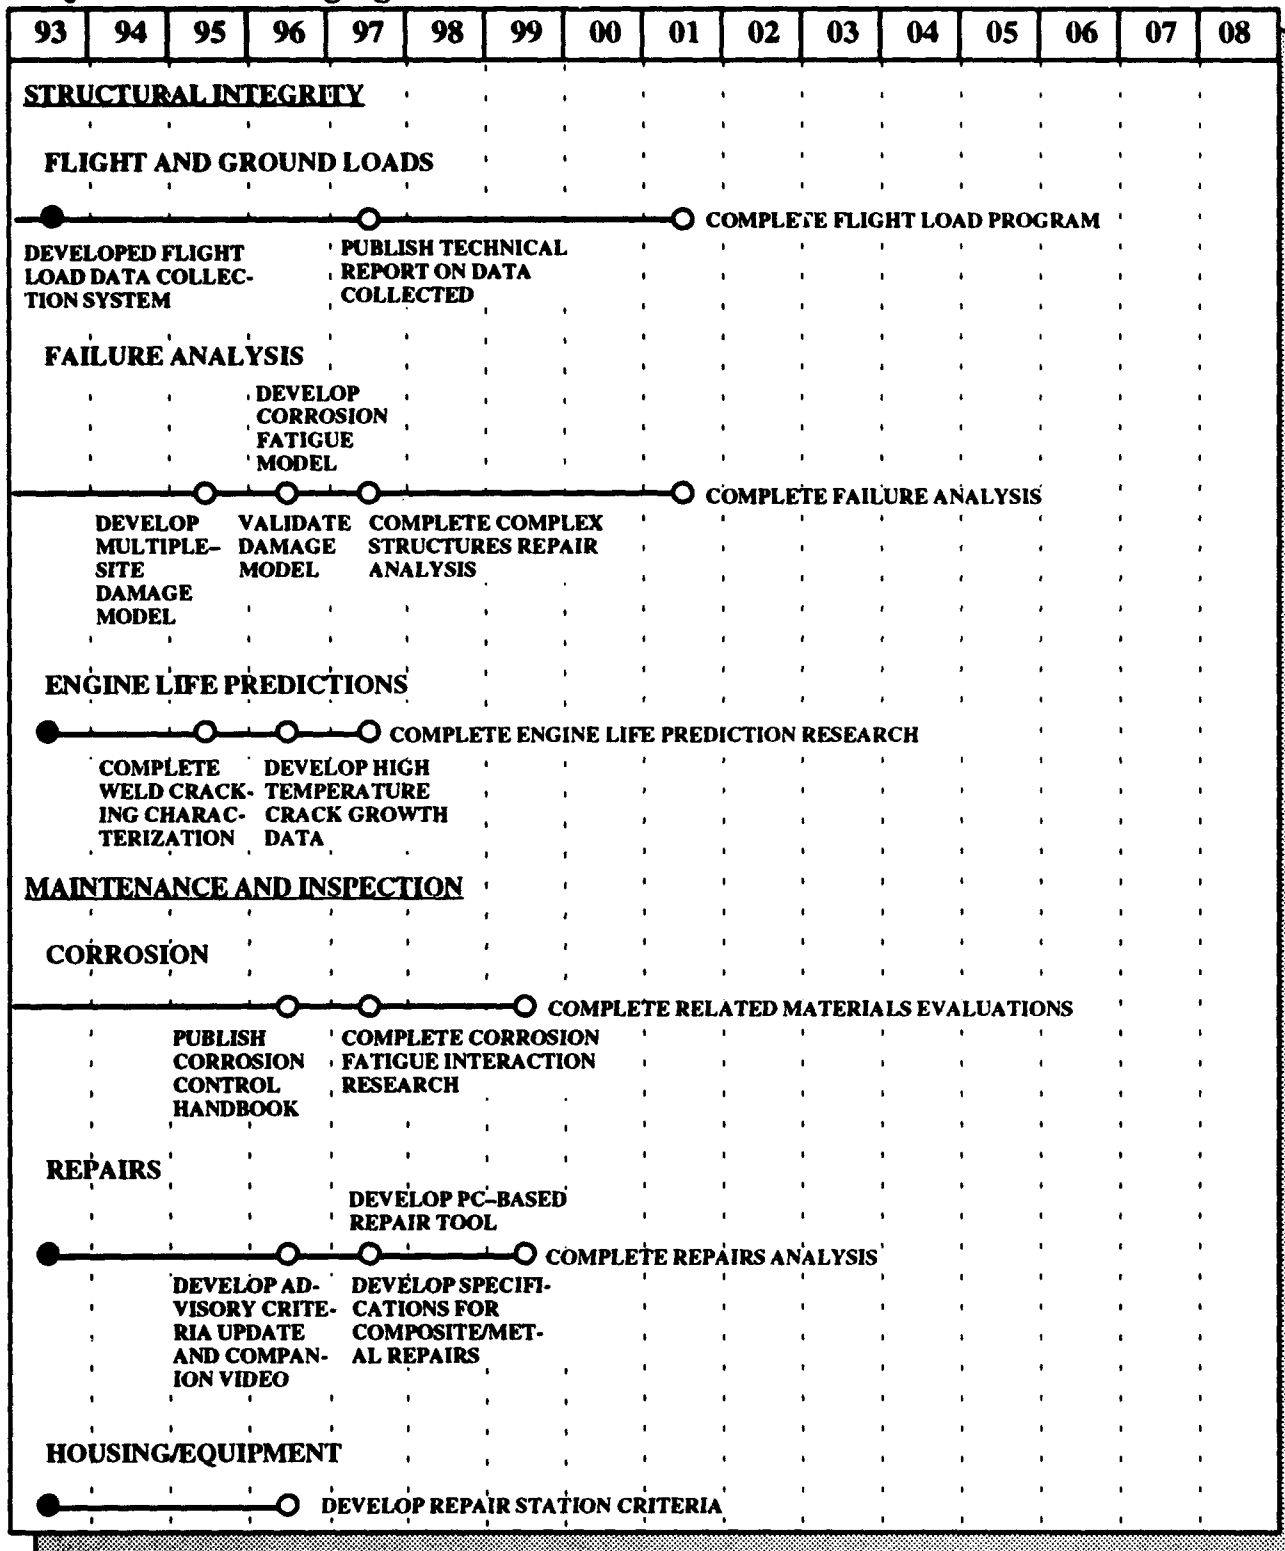 93 94 95 96 97 98 99 00 01 02 03 04 05 06 07 08
STRUCTURAL INTEGRITY
FLIGHT AND GROUND LOADS
COMPLETE FLIGHT LOAD PROGRAM
DEVELOPED FLIGHT
LOAD DATA COLLEC-
TION SYSTEM
PUBLISH TECHNICAL
REPORT ON DATA
COLLECTED
FAILURE ANALYSIS
DEVELOP
CORROSION
FATIGUE
MODEL
COMPLETE FAILURE ANALYSIS
DEVELOP
MULTIPLE-
SITE
DAMAGE
MODEL
VALIDATE
DAMAGE
MODEL
COMPLETE COMPLEX
STRUCTURES REPAIR
ANALYSIS
ENGINE LIFE PREDICTIONS
COMPLETE ENGINE LIFE PREDICTION RESEARCH
COMPLETE
WELD CRACK-
ING CHARAC-
TERIZATION
DEVELOP HIGH
TEMPERATURE
CRACK GROWTH
DATA
MAINTENANCE AND INSPECTION
CORROSION
COMPLETE RELATED MATERIALS EVALUATIONS
PUBLISH
CORROSION
CONTROL
HANDBOOK
COMPLETE CORROSION
FATIGUE INTERACTION
RESEARCH
REPAIRS
DEVELOP PC-BASED
REPAIR TOOL
COMPLETE REPAIRS ANALYSIS
DEVELOP AD-
VISORY CRITE-
RIA UPDATE
AND COMPAN-
ION VIDEO
DEVELOP SPECIFI-
CATIONS FOR
COMPOSITE/MET-
AL REPAIRS
HOUSING/EQUIPMENT
DEVELOP REPAIR STATION CRITERIA